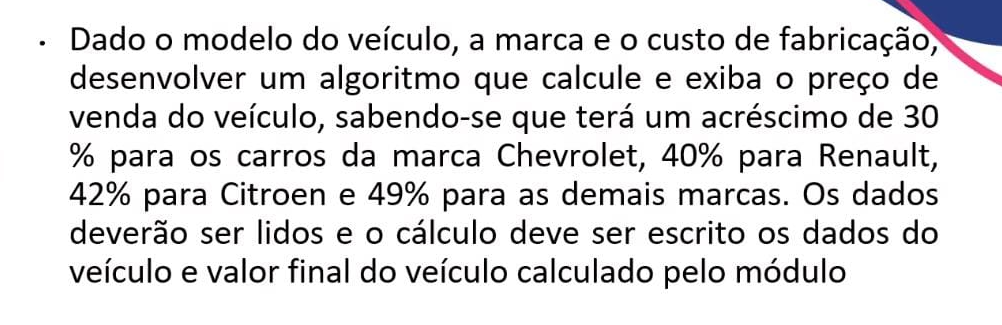 · Dado o modelo do veículo, a marca e o custo de fabricação,
desenvolver um algoritmo que calcule e exiba o preço de
venda do veículo, sabendo-se que terá um acréscimo de 30
% para os carros da marca Chevrolet, 40% para Renault,
42% para Citroen e 49% para as demais marcas. Os dados
deverão ser lidos e o cálculo deve ser escrito os dados do
veículo e valor final do veículo calculado pelo módulo